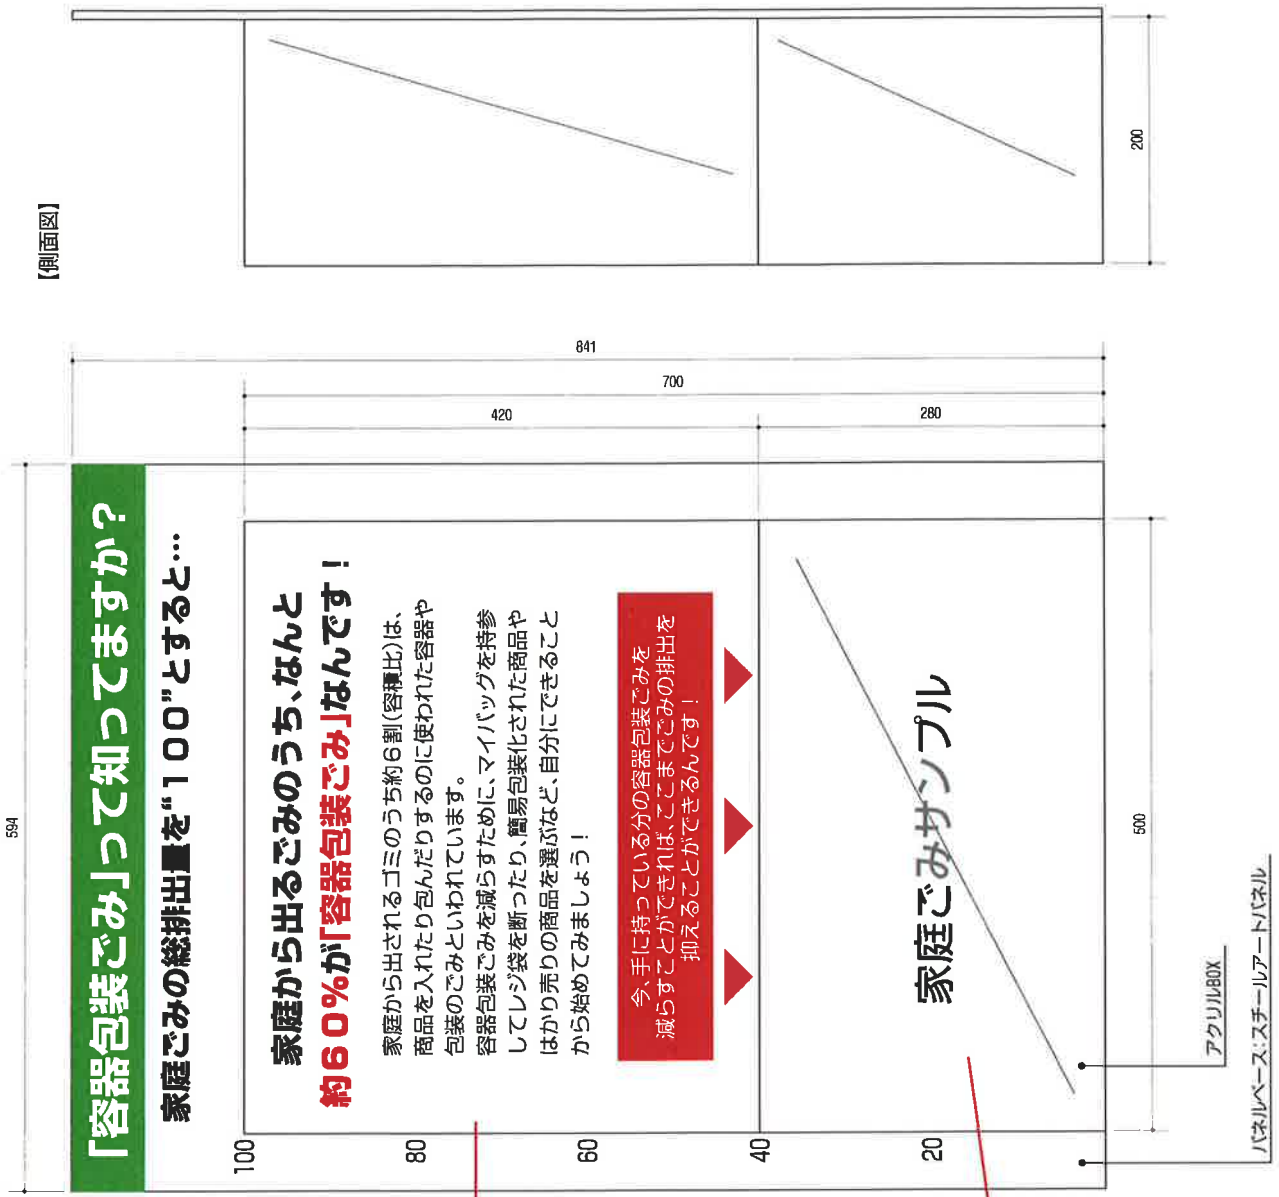 【側面図】
200
841
700
420
280
594
「容器包装ごみ」って知ってますか?
家庭ごみの総排出量を“100”とすると…
家庭から出るごみのうち、なんと
約60%が「容器包装ごみ」なんです!
家庭から出されるゴミのうち約6割(容積比)は、
商品を入れたり包んだりするのに使われた容器や
包装のごみといわれています。
容器包装ごみを減らすために、マイバッグを持参
してレジ袋を断ったり、簡易包装化された商品や
はかり売りの商品を選ぶなど、自分にできること
から始めてみましょう!
今、手に持っている分の容器包装ごみを
減らすことができれば、ここまでごみの排出を
抑えることができるんです!
家庭ごみサンプル
100
80
60
40
20
500
アクリルBOX
パネルベース:スチールアートパネル